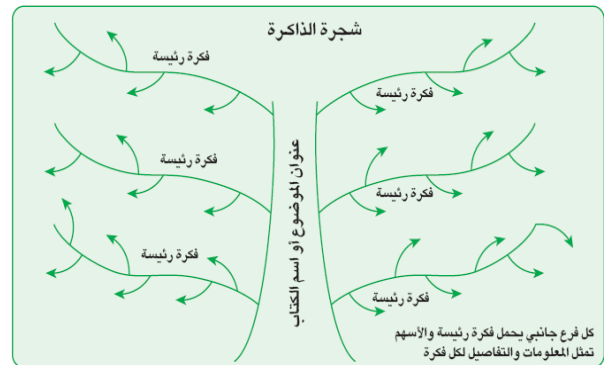 شجرة الذاكرة
فكرة رئيسة
فكرة رئيسة
فكرة رئيسة
فكرة رئيسة
فكرة رئيسة
فكرة رئيسة
عنوان الموضوع أو اسم الكتاب
كل فرع جانبي يحمل فكرة رئيسة والأسهم
تمثل المعلومات والتفاصيل لكل فكرة